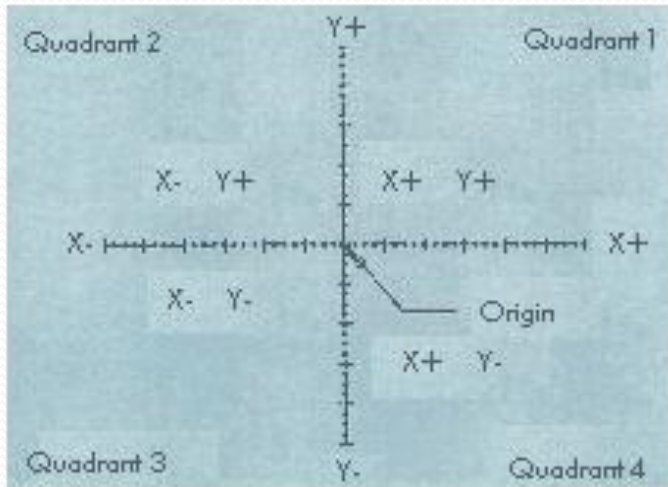 Y+
Quadrant 2
Quadrant 1
X- Y+
X+ Y+
X-
X+
X- Y-
Origin
X+ Y-
Quadrant 3
Y-
Quadrant 4